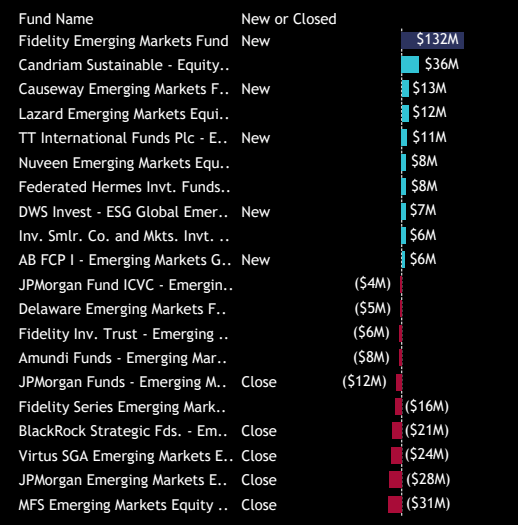 Fund Name New or Closed
Fidelity Emerging Markets Fund New $132M
Candriam Sustainable - Equity.. $36M
Causeway Emerging Markets F.. New $13M
Lazard Emerging Markets Equi.. $12M
TT International Funds Plc - E.. New $11M
Nuveen Emerging Markets Equ.. $8M
Federated Hermes Invt. Funds.. $8M
DWS Invest - ESG Global Emer.. New $7M
Inv. Smlr. Co. and Mkts. Invt. .. $6M
AB FCP I - Emerging Markets G.. New $6M
JPMorgan Fund ICVC - Emergin.. ($4M)
Delaware Emerging Markets F.. ($5M)
Fidelity Inv. Trust - Emerging .. ($6M)
Amundi Funds - Emerging Mar.. ($8M)
JPMorgan Funds - Emerging M.. Close ($12M)
Fidelity Series Emerging Mark.. ($16M)
BlackRock Strategic Fds. - Em.. Close ($21M)
Virtus SGA Emerging Markets E.. Close ($24M)
JPMorgan Emerging Markets E.. Close ($28M)
MFS Emerging Markets Equity .. Close ($31M)